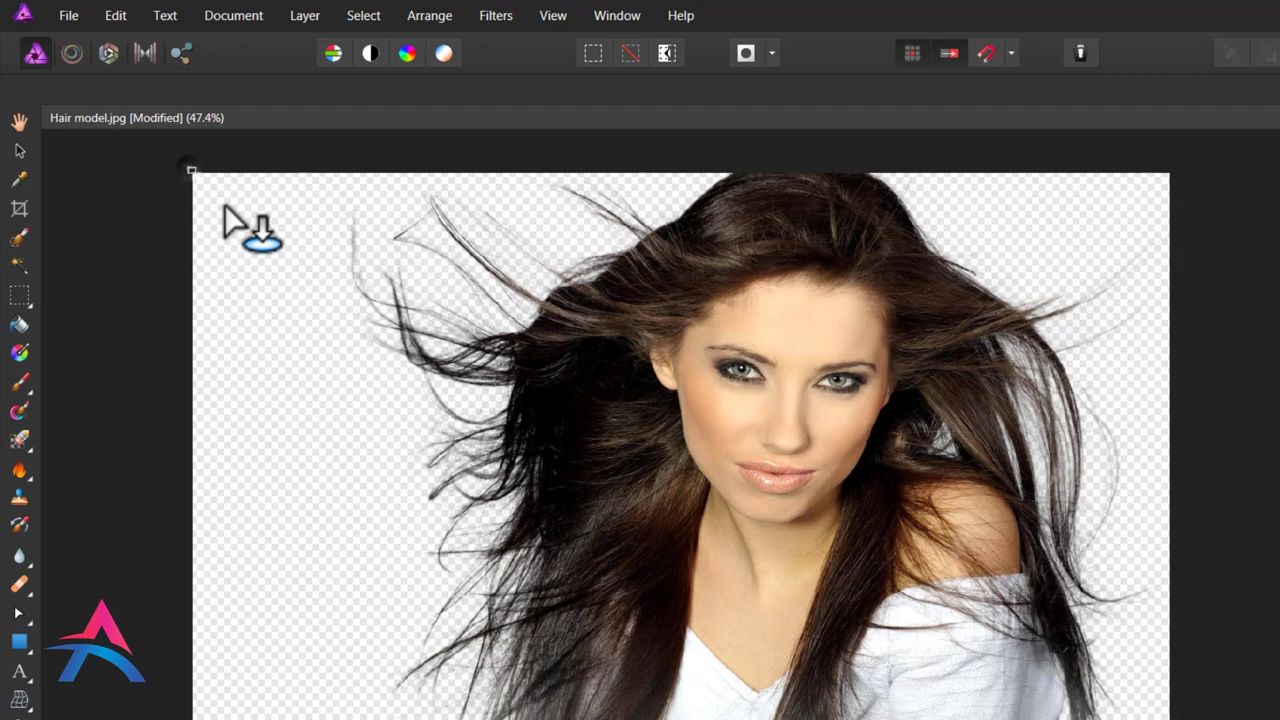 File Edit Text Document Layer Select Arrange Filters View Window Help
Hair model.jpg [Modified] (47.4%)